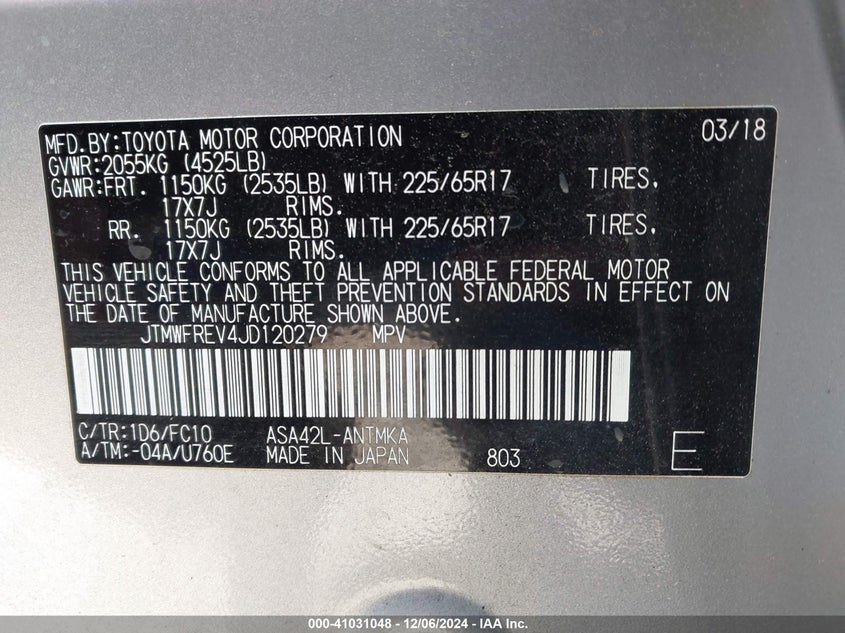 MFD.BY:TOYOTA MOTOR CORPORATION 03/18
GVWR:2055KG (4525LB)
GAWR:FRT. 1150KG (2535LB) WITH 225/65R17 TIRES.
17X7J RIMS.
RR. 1150KG (2535LB) WITH 225/65R17 TIRES.
17X7J RIMS.
THIS VEHICLE CONFORMS TO ALL APPLICABLE FEDERAL MOTOR
VEHICLE SAFETY AND THEFT PREVENTION STANDARDS IN EFFECT ON
THE DATE OF MANUFACTURE SHOWN ABOVE.
JTMWFREV4JD120279 MPV
C/TR:1D6/FC10 ASA42L-ANTMKA
A/TM:-04A/U760E MADE IN JAPAN 803 E
000-41031048 - 12/06/2024 - IAA Inc.